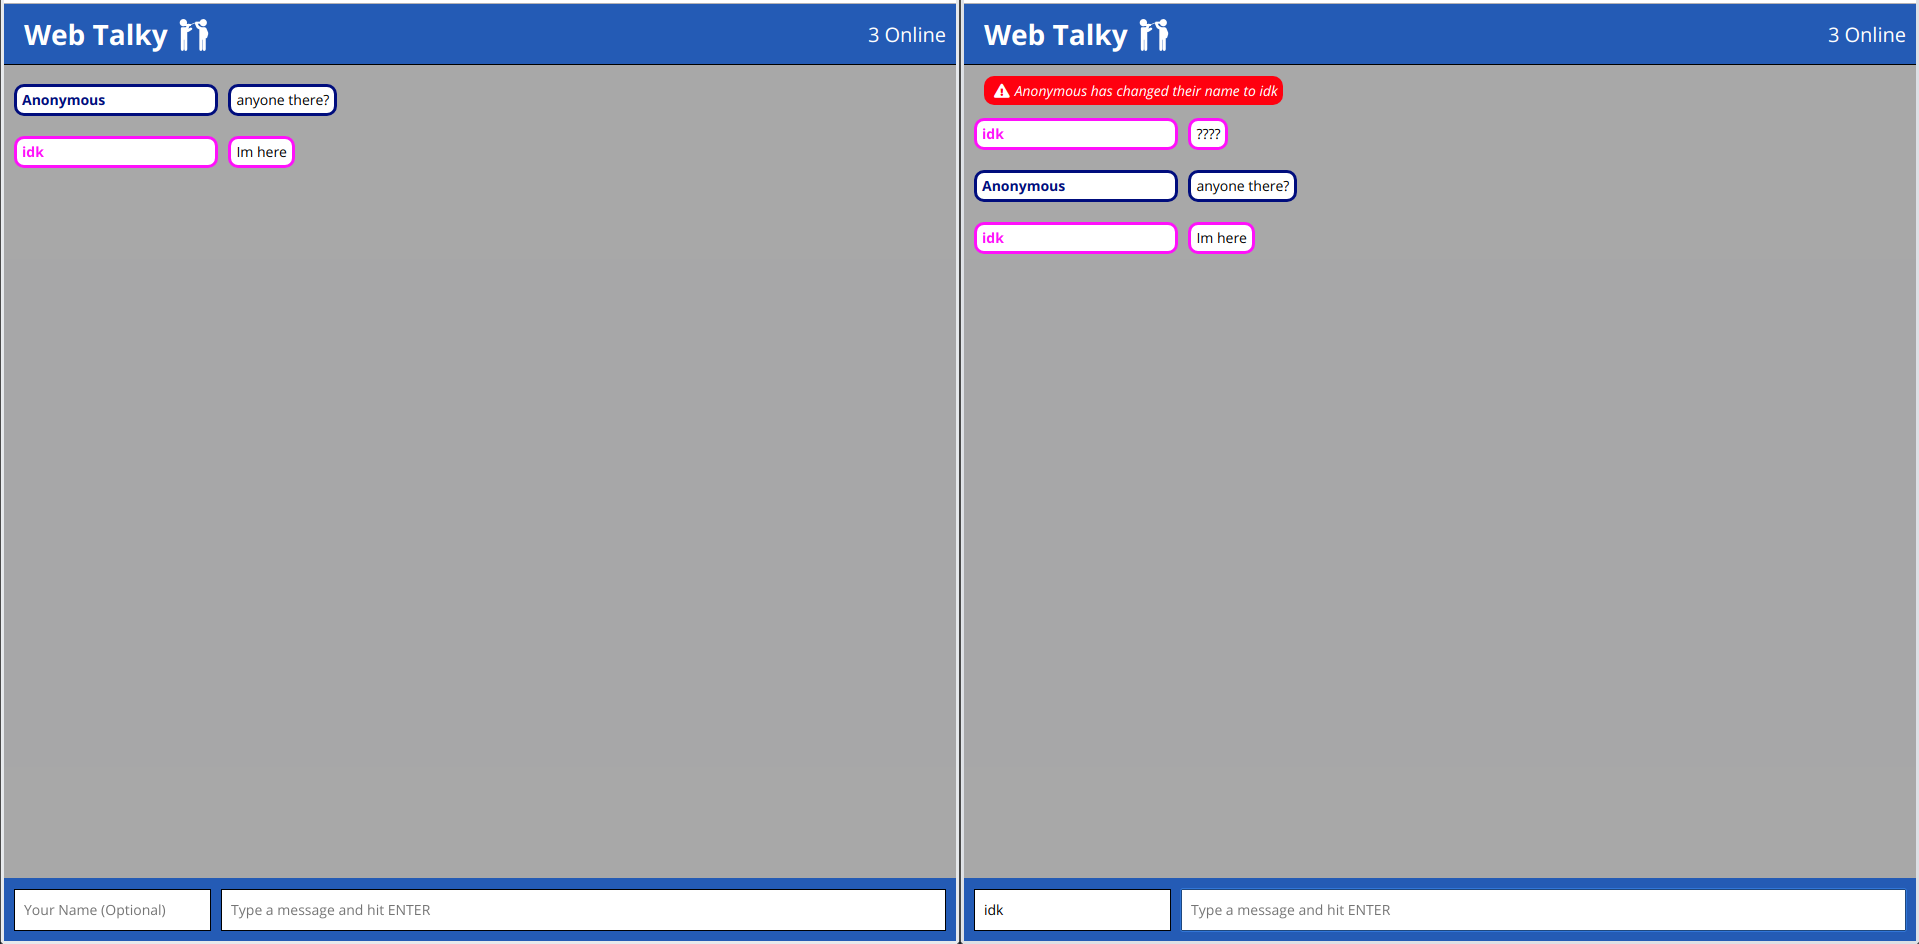 Web Talky
3 Online
Anonymous
anyone there?
idk
Im here
Your Name (Optional)
Type a message and hit ENTER
Web Talky
3 Online
Anonymous has changed their name to idk
idk
????
Anonymous
anyone there?
idk
Im here
idk
Type a message and hit ENTER